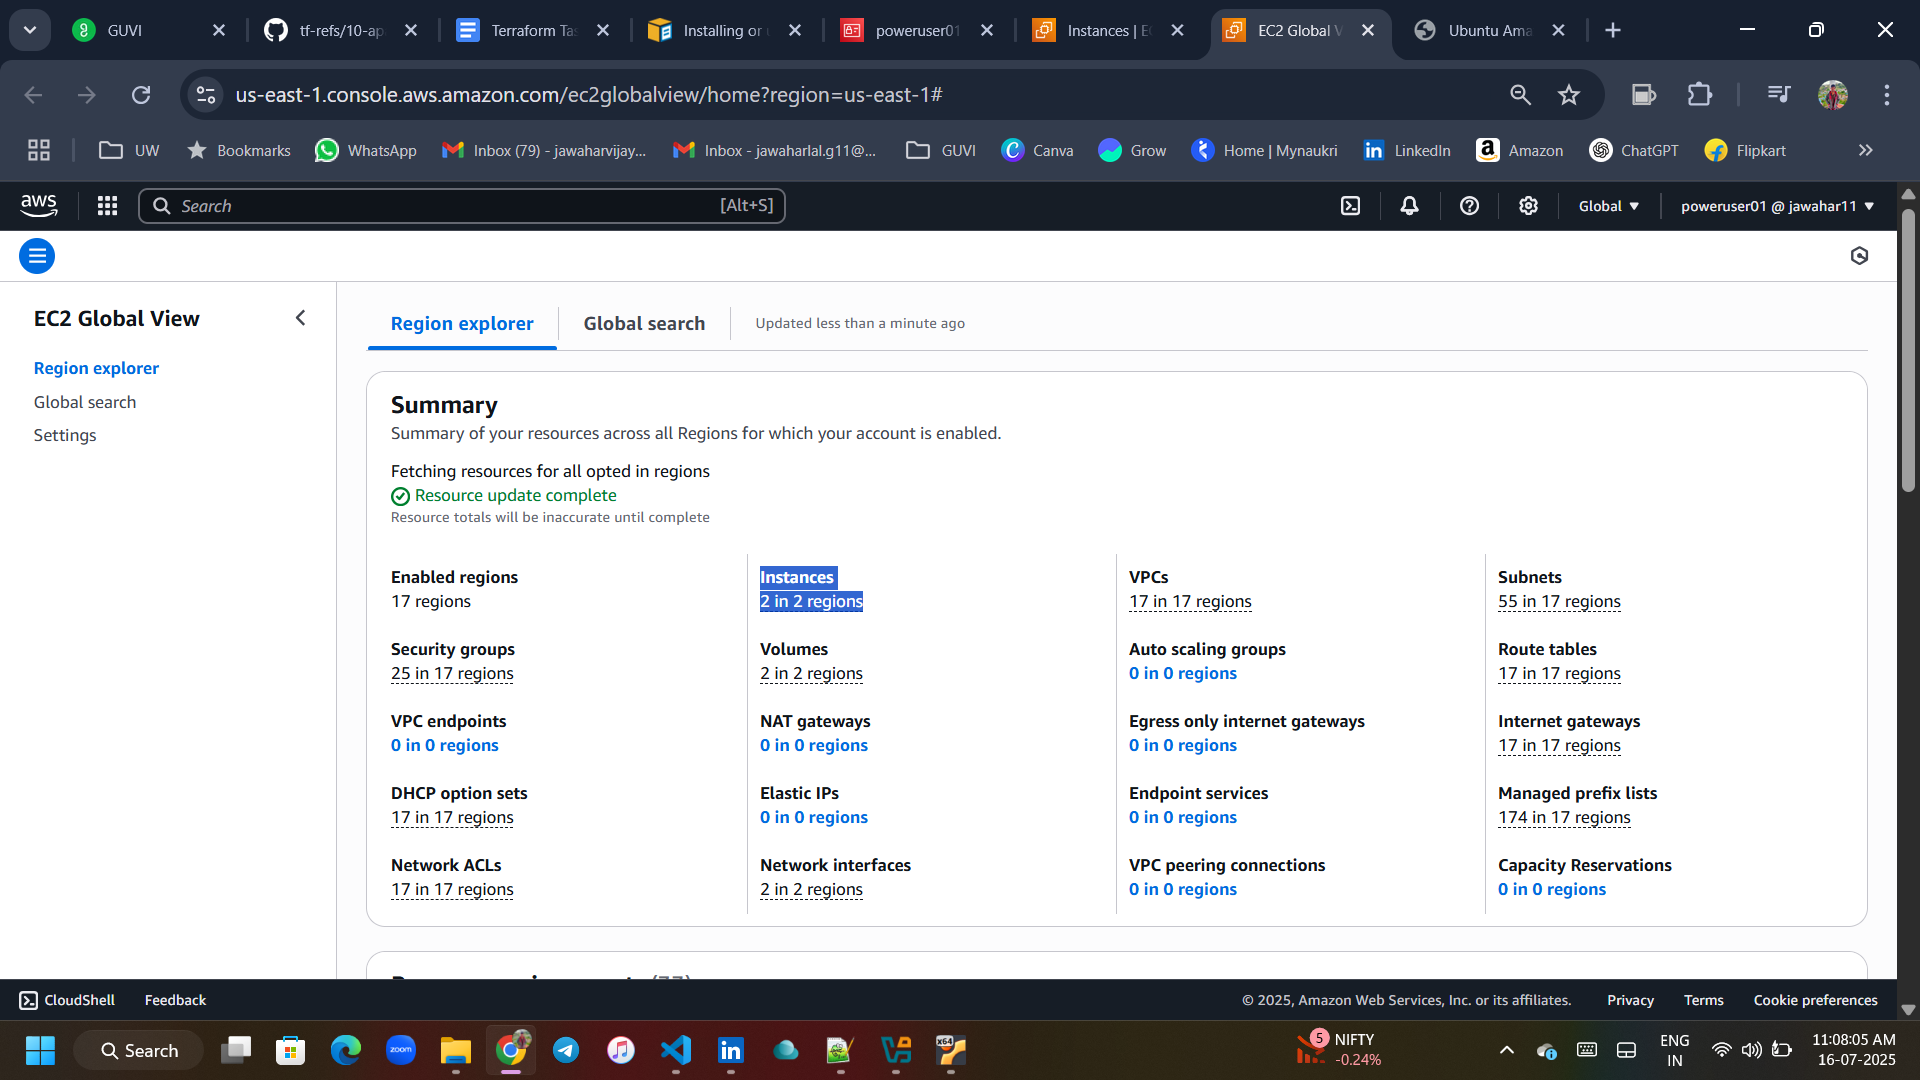 GUVI
tf-refs/10-ap
Terraform Tas
Installing or
poweruser01
Instances | E
EC2 Global V
Ubuntu Ama
us-east-1.console.aws.amazon.com/ec2globalview/home?region=us-east-1#
UW
Bookmarks
WhatsApp
Inbox (79) - jawaharvijay...
Inbox - jawaharlal.g11@...
GUVI
Canva
Grow
Home | Mynaukri
LinkedIn
Amazon
ChatGPT
Flipkart
aws
Search
[Alt+S]
Global
poweruser01 @ jawahar11
EC2 Global View
Region explorer
Global search
Settings
Region explorer
Global search
Updated less than a minute ago
Summary
Summary of your resources across all Regions for which your account is enabled.
Fetching resources for all opted in regions
Resource update complete
Resource totals will be inaccurate until complete
Enabled regions
17 regions
Instances
2 in 2 regions
VPCs
17 in 17 regions
Subnets
55 in 17 regions
Security groups
25 in 17 regions
Volumes
2 in 2 regions
Auto scaling groups
0 in 0 regions
Route tables
17 in 17 regions
VPC endpoints
0 in 0 regions
NAT gateways
0 in 0 regions
Egress only internet gateways
0 in 0 regions
Internet gateways
17 in 17 regions
DHCP option sets
17 in 17 regions
Elastic IPs
0 in 0 regions
Endpoint services
0 in 0 regions
Managed prefix lists
174 in 17 regions
Network ACLs
17 in 17 regions
Network interfaces
2 in 2 regions
VPC peering connections
0 in 0 regions
Capacity Reservations
0 in 0 regions
CloudShell
Feedback
© 2025, Amazon Web Services, Inc. or its affiliates.
Privacy
Terms
Cookie preferences
Search
zoom
X64
5
NIFTY
-0.24%
ENG
IN
11:08:05 AM
16-07-2025